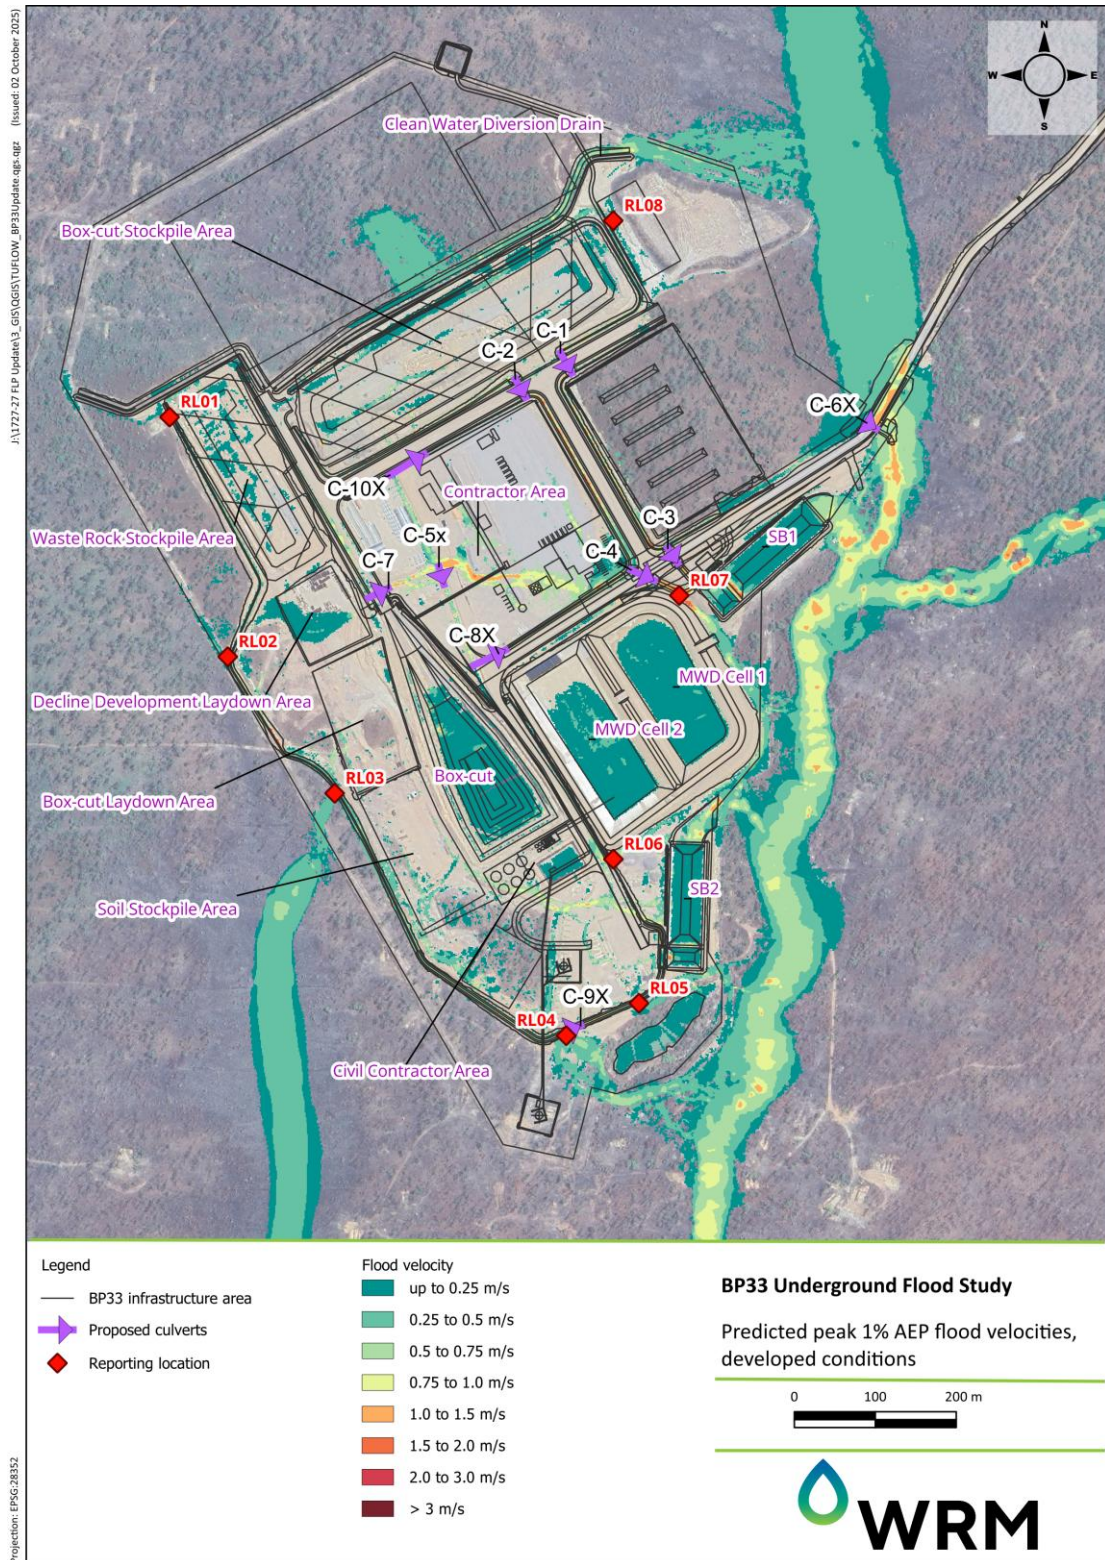 J:\1727-27 FLP Update\3_GIS\QGIS\TUFLOW_BP33Update.qgs.qgz (Issued: 02 October 2025)
N
W E
S
Clean Water Diversion Drain
RL08
Box-cut Stockpile Area
C-1
C-2
RL01
C-6X
C-10X
Contractor Area
Waste Rock Stockpile Area
C-5x
C-3
SB1
C-7
C-4
RL07
C-8X
RL02
MWD Cell 1
Decline Development Laydown Area
MWD Cell 2
Box-cut
RL03
Box-cut Laydown Area
RL06
SB2
Soil Stockpile Area
C-9X
RL05
RL04
Civil Contractor Area
Legend
BP33 infrastructure area
Proposed culverts
Reporting location
Flood velocity
up to 0.25 m/s
0.25 to 0.5 m/s
0.5 to 0.75 m/s
0.75 to 1.0 m/s
1.0 to 1.5 m/s
1.5 to 2.0 m/s
2.0 to 3.0 m/s
> 3 m/s
BP33 Underground Flood Study
Predicted peak 1% AEP flood velocities,
developed conditions
0 100 200 m
WRM
Projection: EPSG:28352